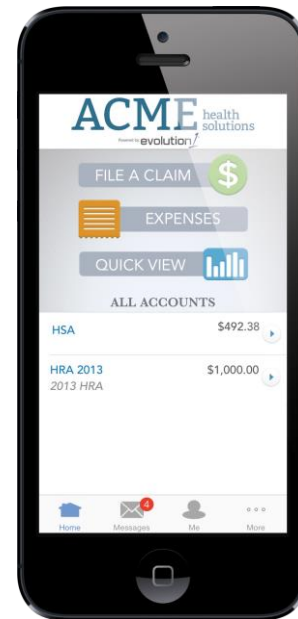 ACME health solutions
Powered by evolution1
FILE A CLAIM $
EXPENSES
QUICK VIEW
ALL ACCOUNTS
HSA $492.38
HRA 2013 $1,000.00
2013 HRA
4
Home Messages Me More